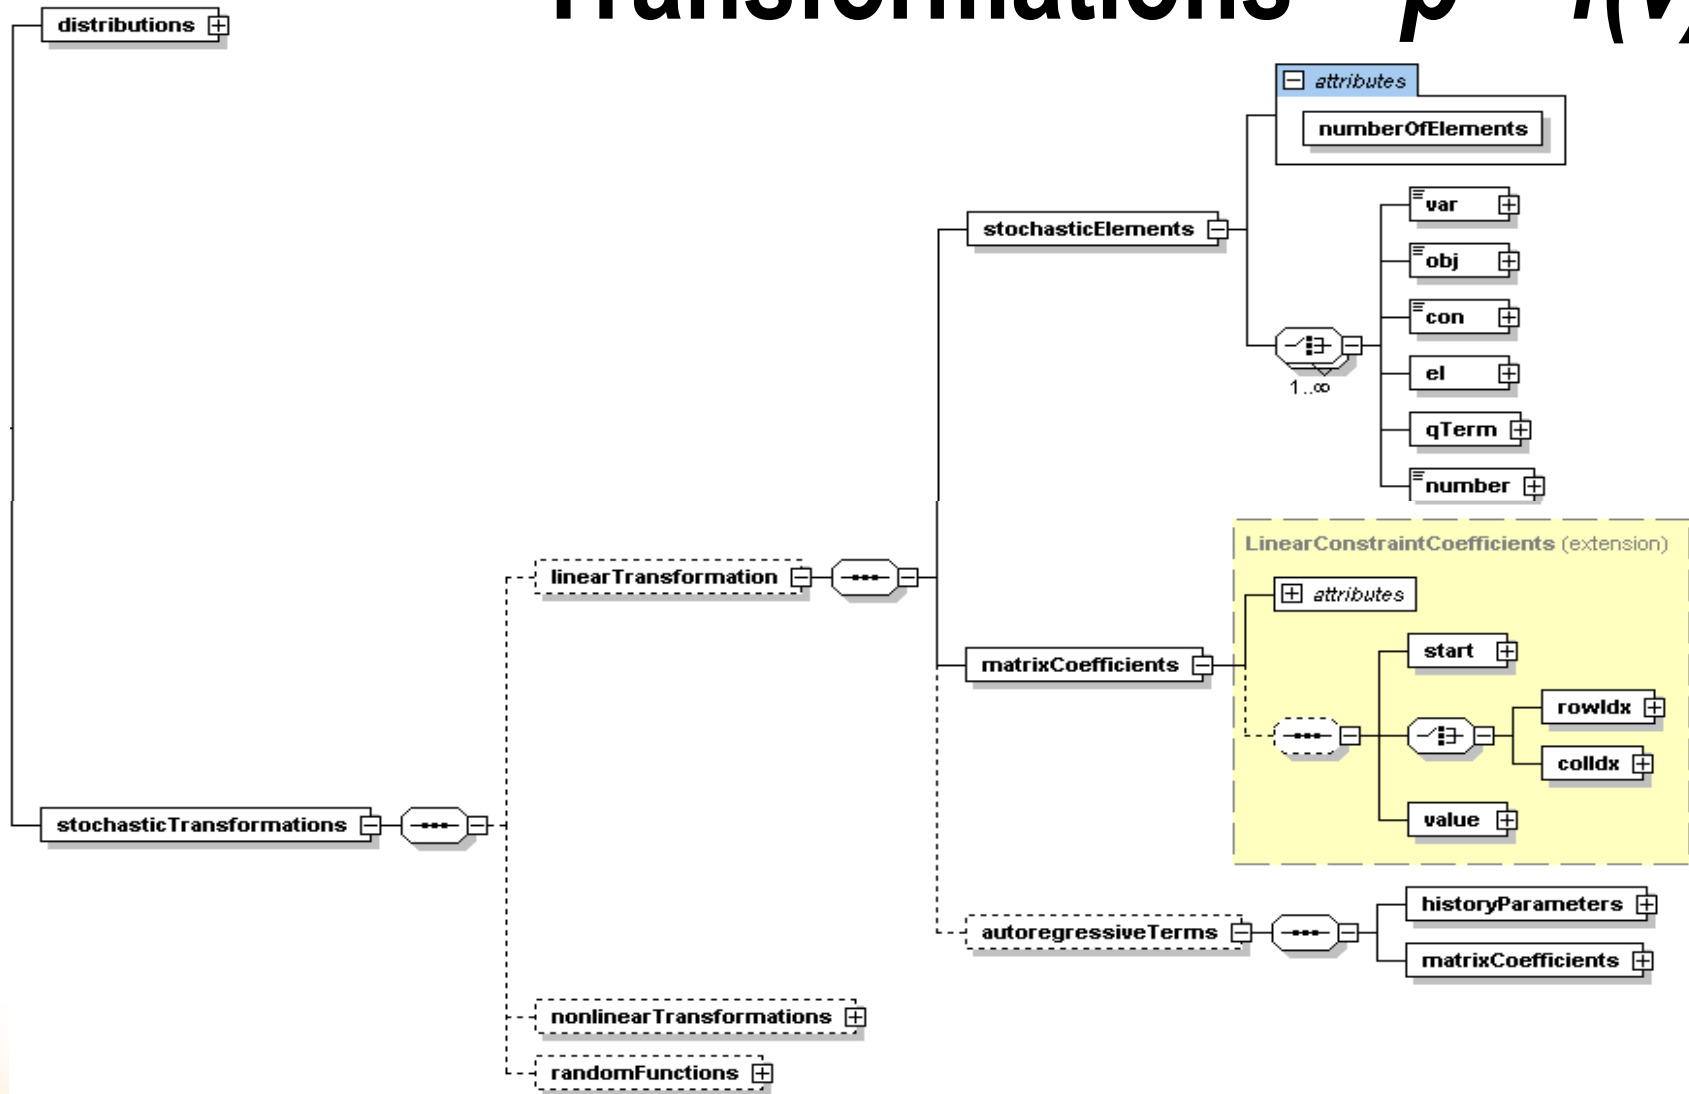 Transformations
distributions
attributes
numberOfElements
stochasticElements
var
obj
con
el
qTerm
number
1..∞
LinearConstraintCoefficients (extension)
linearTransformation
attributes
matrixCoefficients
start
rowIdx
colIdx
value
stochasticTransformations
autoregressiveTerms
historyParameters
matrixCoefficients
nonlinearTransformations
randomFunctions